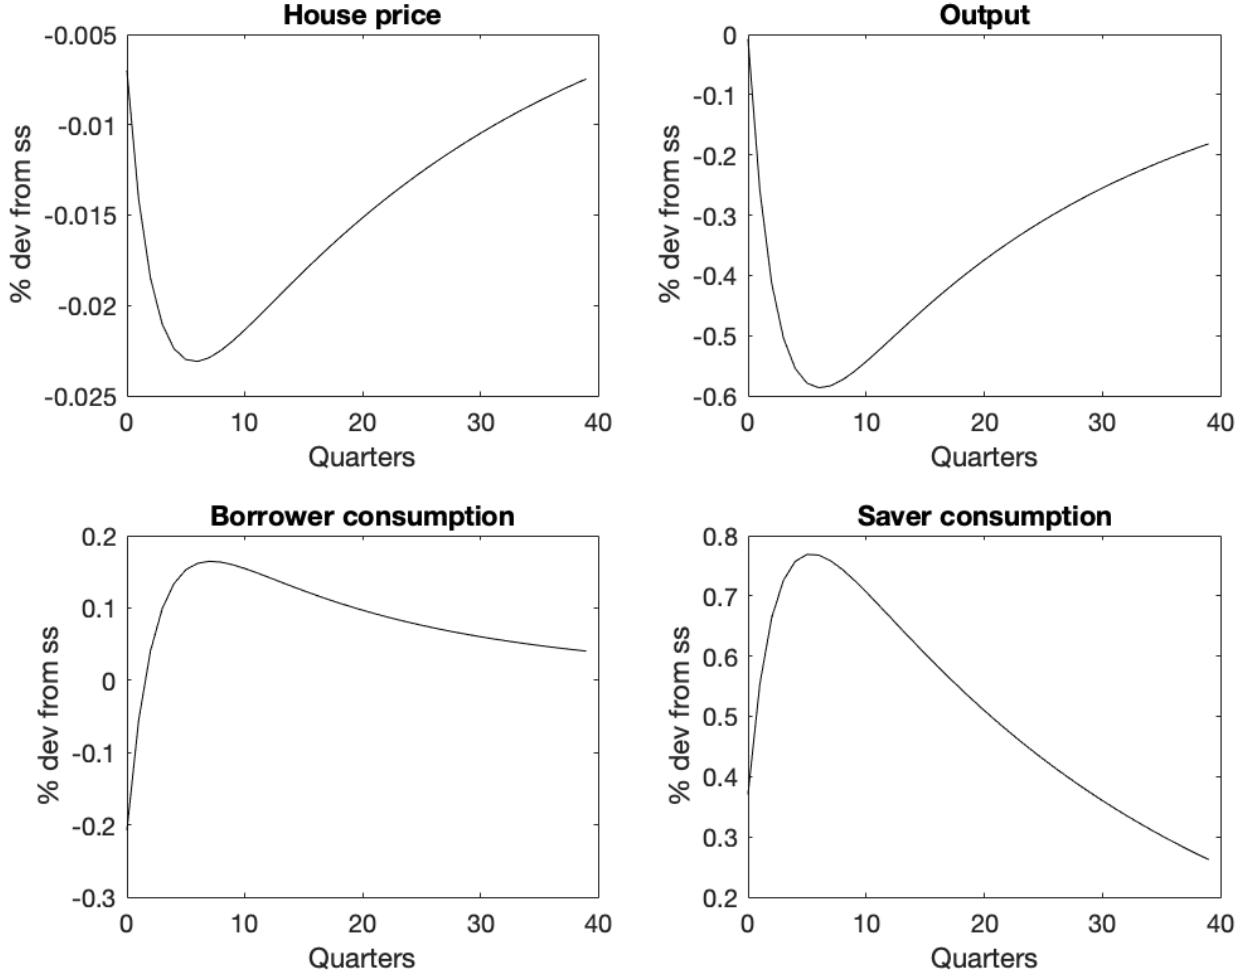 House price
% dev from ss
-0.005
-0.01
-0.015
-0.02
-0.025
0 10 20 30 40
Quarters
Output
% dev from ss
0
-0.1
-0.2
-0.3
-0.4
-0.5
-0.6
0 10 20 30 40
Quarters
Borrower consumption
% dev from ss
0.2
0.1
0
-0.1
-0.2
-0.3
0 10 20 30 40
Quarters
Saver consumption
% dev from ss
0.8
0.7
0.6
0.5
0.4
0.3
0.2
0 10 20 30 40
Quarters